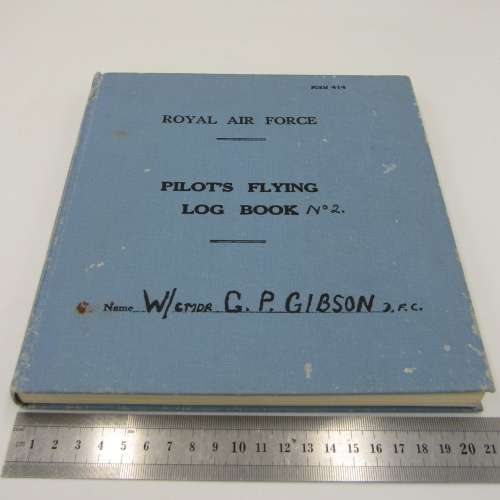 FORM 414
ROYAL AIR FORCE
PILOT'S FLYING
LOG BOOK Nº 2.
Name W/CMDR G. P. GIBSON D.F.C.
cm 1 2 3 4 5 6 7 8 9 10 11 12 13 14 15 16 17 18 19 20 21